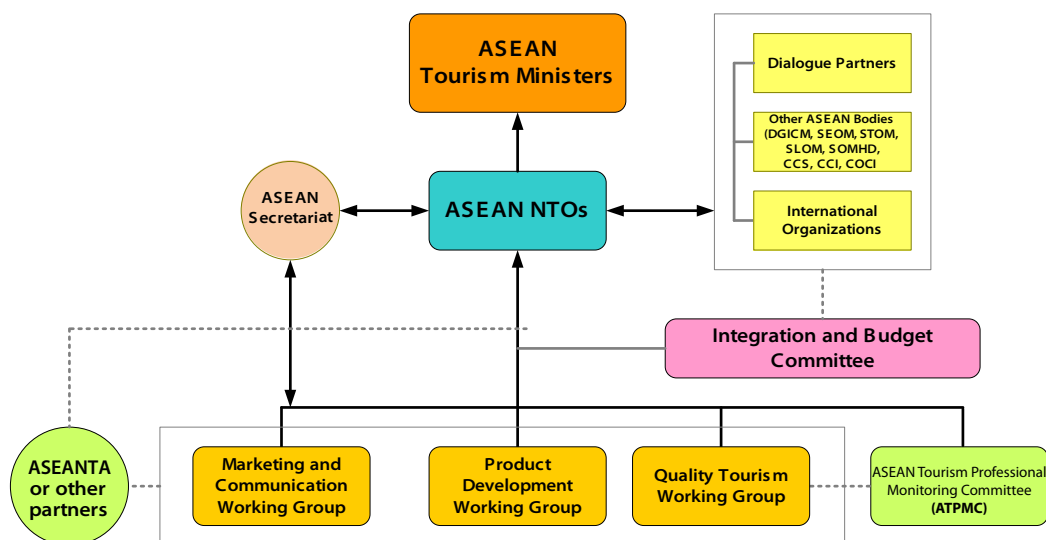 ASEAN
Tourism Ministers
Dialogue Partners
Other ASEAN Bodies
(DGICM, SEOM, STOM,
SLOM, SOMHD,
CCS, CCI, COCI
ASEAN
Secretariat
ASEAN NTOs
International
Organizations
Integration and Budget
Committee
ASEANTA
or other
partners
Marketing and
Communication
Working Group
Product
Development
Working Group
Quality Tourism
Working Group
ASEAN Tourism Professional
Monitoring Committee
(ATPMC)